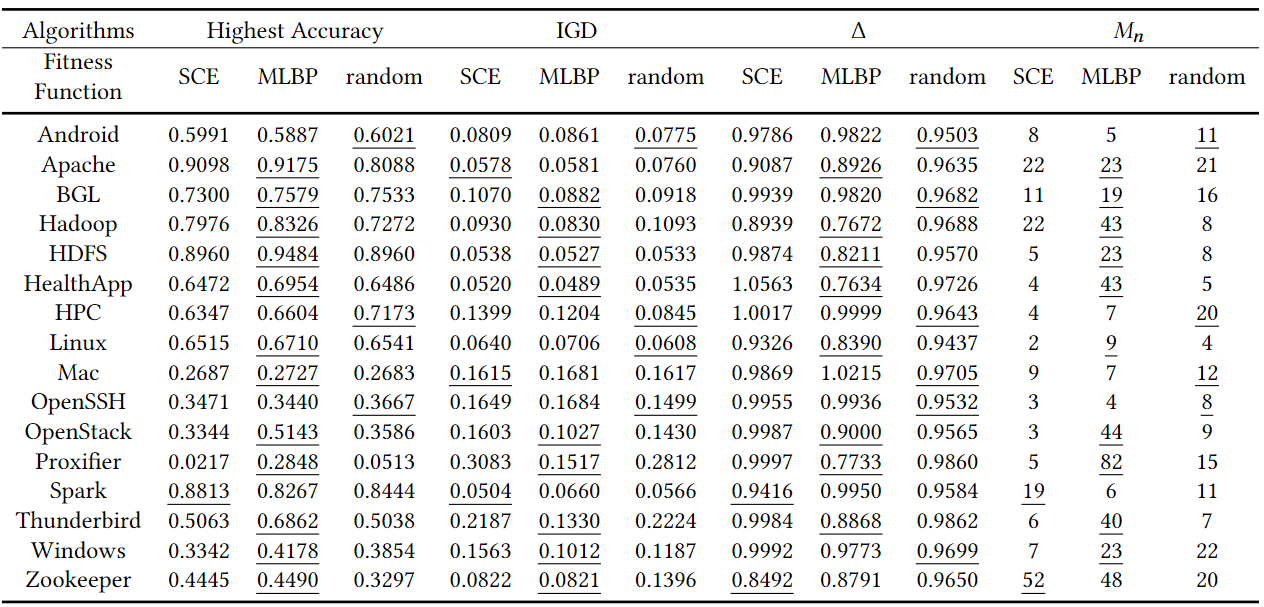 Algorithms Highest Accuracy IGD Δ Mn
Fitness Function SCE MLBP random SCE MLBP random SCE MLBP random SCE MLBP random
Android 0.5991 0.5887 0.6021 0.0809 0.0861 0.0775 0.9786 0.9822 0.9503 8 5 11
Apache 0.9098 0.9175 0.8088 0.0578 0.0581 0.0760 0.9087 0.8926 0.9635 22 23 21
BGL 0.7300 0.7579 0.7533 0.1070 0.0882 0.0918 0.9939 0.9820 0.9682 11 19 16
Hadoop 0.7976 0.8326 0.7272 0.0930 0.0830 0.1093 0.8939 0.7672 0.9688 22 43 8
HDFS 0.8960 0.9484 0.8960 0.0538 0.0527 0.0533 0.9874 0.8211 0.9570 5 23 8
HealthApp 0.6472 0.6954 0.6486 0.0520 0.0489 0.0535 1.0563 0.7634 0.9726 4 43 5
HPC 0.6347 0.6604 0.7173 0.1399 0.1204 0.0845 1.0017 0.9999 0.9643 4 7 20
Linux 0.6515 0.6710 0.6541 0.0640 0.0706 0.0608 0.9326 0.8390 0.9437 2 9 4
Mac 0.2687 0.2727 0.2683 0.1615 0.1681 0.1617 0.9869 1.0215 0.9705 9 7 12
OpenSSH 0.3471 0.3440 0.3667 0.1649 0.1684 0.1499 0.9955 0.9936 0.9532 3 4 8
OpenStack 0.3344 0.5143 0.3586 0.1603 0.1027 0.1430 0.9987 0.9000 0.9565 3 44 9
Proxifier 0.0217 0.2848 0.0513 0.3083 0.1517 0.2812 0.9997 0.7733 0.9860 5 82 15
Spark 0.8813 0.8267 0.8444 0.0504 0.0660 0.0566 0.9416 0.9950 0.9584 19 6 11
Thunderbird 0.5063 0.6862 0.5038 0.2187 0.1330 0.2224 0.9984 0.8868 0.9862 6 40 7
Windows 0.3342 0.4178 0.3854 0.1563 0.1012 0.1187 0.9992 0.9773 0.9699 7 23 22
Zookeeper 0.4445 0.4490 0.3297 0.0822 0.0821 0.1396 0.8492 0.8791 0.9650 52 48 20